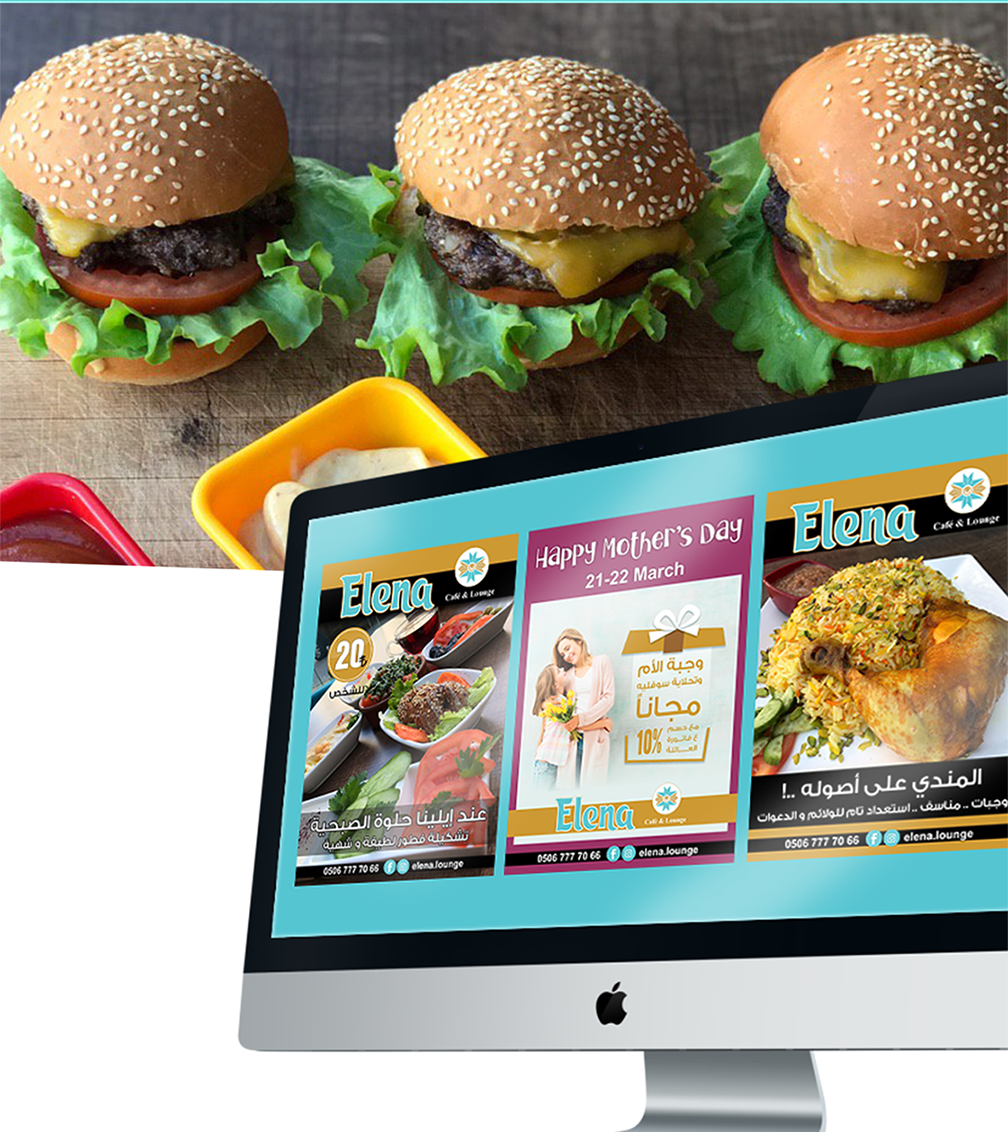 Elena
Café & Lounge
20₺
للشخص
عند إيلينا حلوة الصبحية
تشكيلة فطور لطيفة و شهية
0506 777 70 66 elena.lounge
Happy Mother's Day
21-22 March
وجبة الأم
وتحلاية سوفليه
مجاناً
مع حسم
10% ع فاتورة
العائلة
Elena
Café & Lounge
0506 777 70 66 elena.lounge
Elena
Café & Lounge
المندي على أصوله ..!
وجبات .. مناسف .. استعداد تام للولائم و الدعوات
0506 777 70 66 elena.lounge